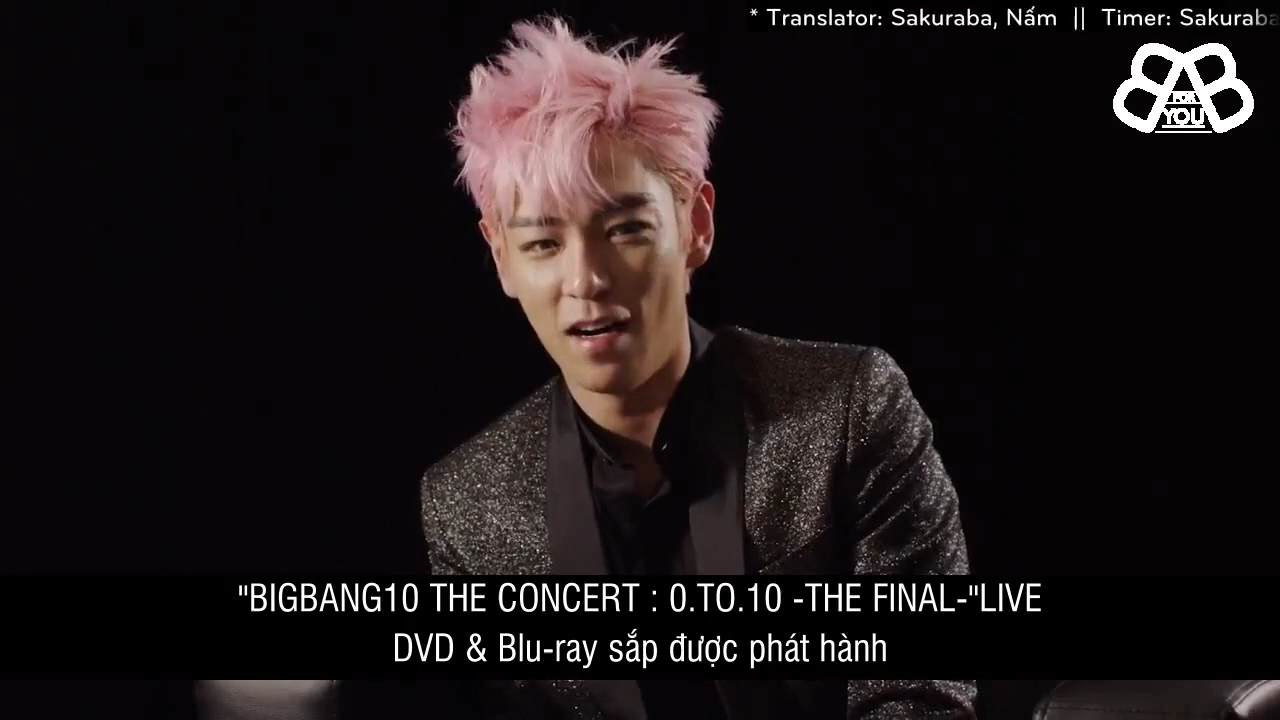 * Translator: Sakuraba, Nấm || Timer: Sakuraba
FOR
YOU
"BIGBANG10 THE CONCERT : 0.TO.10 -THE FINAL-"LIVE
DVD & Blu-ray sắp được phát hành